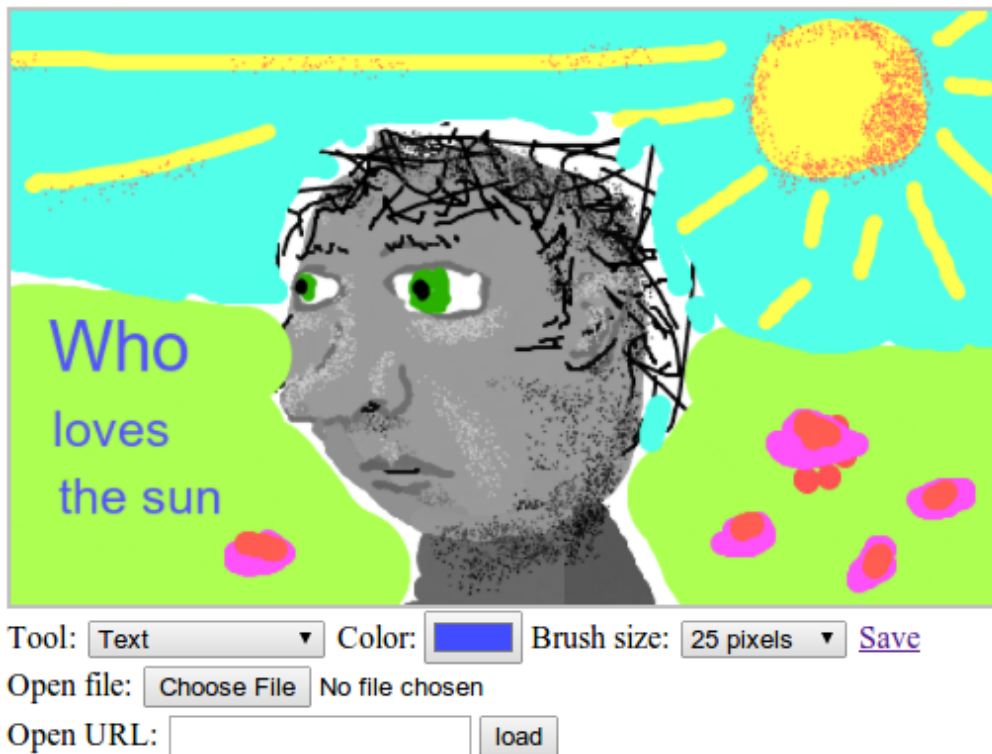 Who
loves
the sun
Tool: Text Color: Brush size: 25 pixels Save
Open file: Choose File No file chosen
Open URL: load